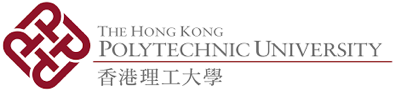 THE HONG KONG
POLYTECHNIC UNIVERSITY
香港理工大學